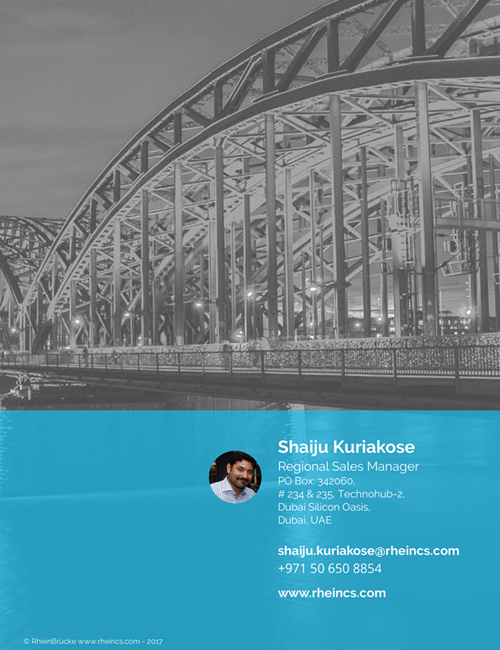 Shaiju Kuriakose
Regional Sales Manager
PO Box: 342060,
# 234 & 235, Technohub-2,
Dubai Silicon Oasis,
Dubai, UAE
shaiju.kuriakose@rheincs.com
+971 50 650 8854
www.rheincs.com
© RheinBrücke www.rheincs.com - 2017